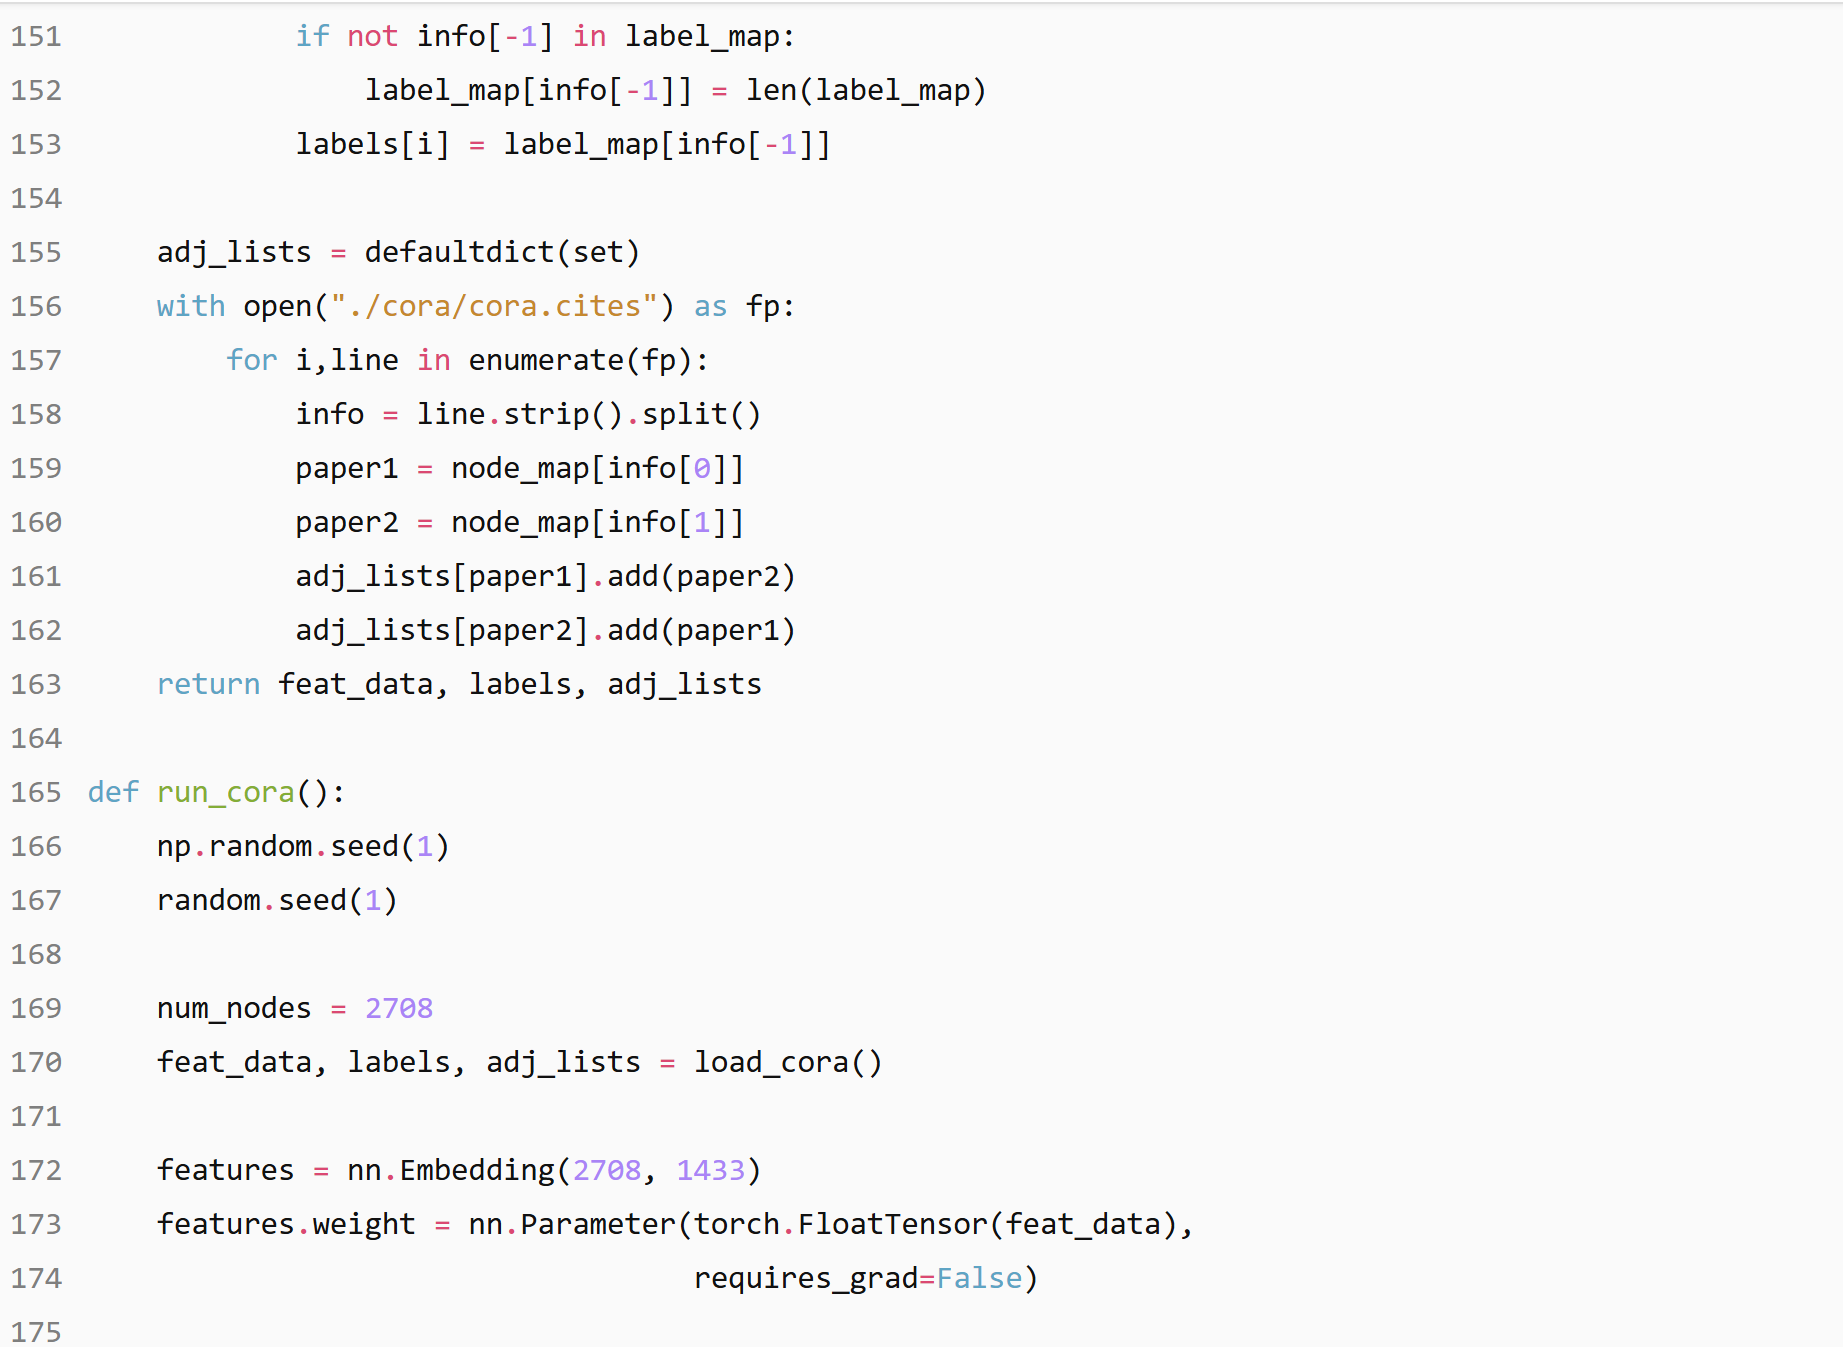 151            if not info[-1] in label_map:
152                label_map[info[-1]] = len(label_map)
153            labels[i] = label_map[info[-1]]
154
155    adj_lists = defaultdict(set)
156    with open("./cora/cora.cites") as fp:
157        for i,line in enumerate(fp):
158            info = line.strip().split()
159            paper1 = node_map[info[0]]
160            paper2 = node_map[info[1]]
161            adj_lists[paper1].add(paper2)
162            adj_lists[paper2].add(paper1)
163    return feat_data, labels, adj_lists
164
165 def run_cora():
166    np.random.seed(1)
167    random.seed(1)
168
169    num_nodes = 2708
170    feat_data, labels, adj_lists = load_cora()
171
172    features = nn.Embedding(2708, 1433)
173    features.weight = nn.Parameter(torch.FloatTensor(feat_data),
174                                   requires_grad=False)
175